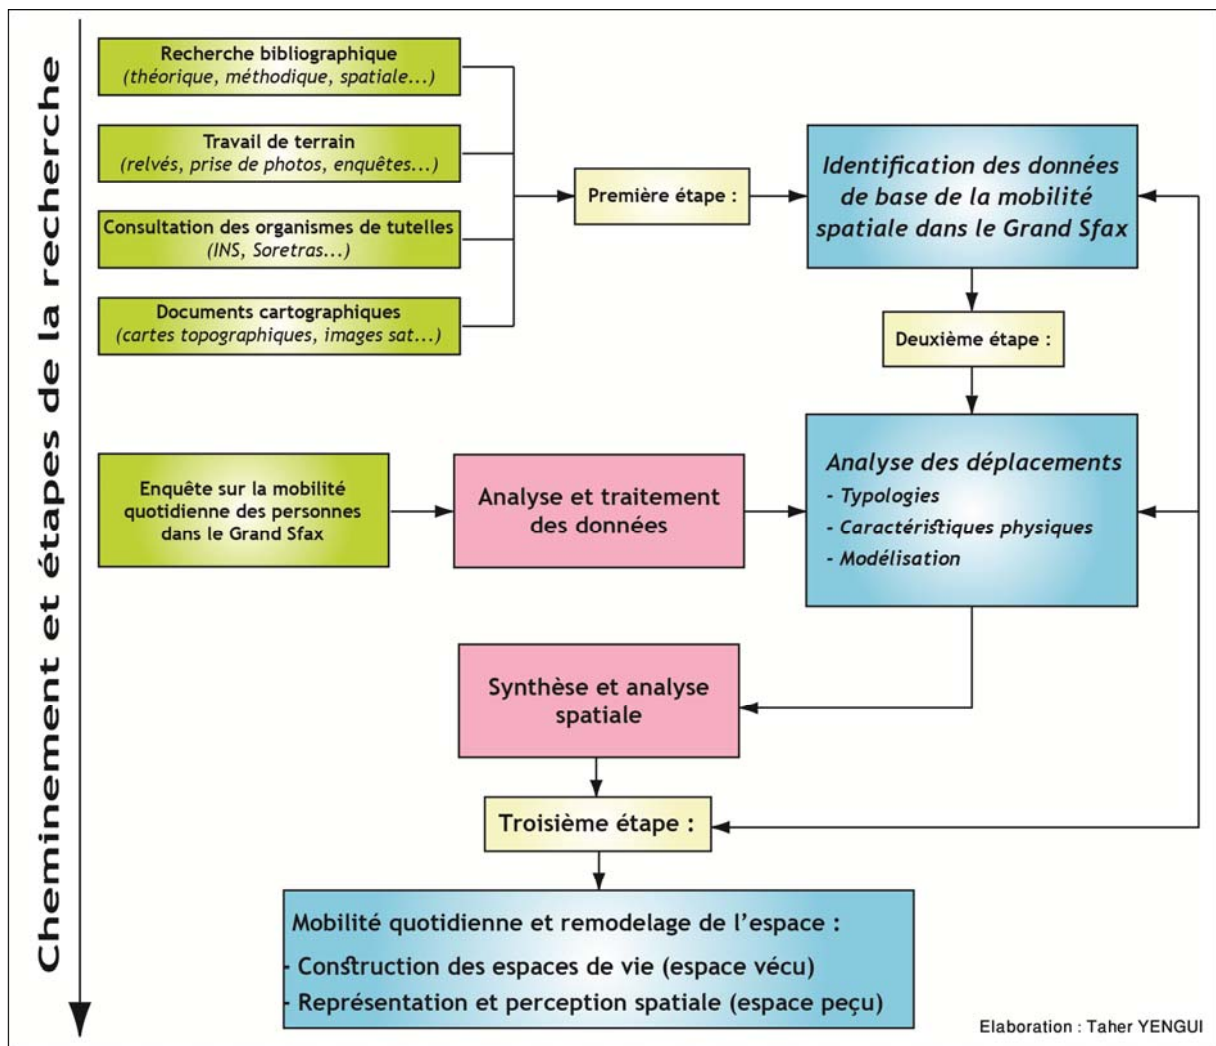 Cheminement et étapes de la recherche
Recherche bibliographique
(théorique, méthodique, spatiale...)
Travail de terrain
(relvés, prise de photos, enquêtes...)
Consultation des organismes de tutelles
(INS, Soretras...)
Documents cartographiques
(cartes topographiques, images sat...)
Première étape :
Identification des données
de base de la mobilité
spatiale dans le Grand Sfax
Deuxième étape :
Enquête sur la mobilité
quotidienne des personnes
dans le Grand Sfax
Analyse et traitement
des données
Analyse des déplacements
- Typologies
- Caractéristiques physiques
- Modélisation
Synthèse et analyse
spatiale
Troisième étape :
Mobilité quotidienne et remodelage de l'espace :
- Construction des espaces de vie (espace vécu)
- Représentation et perception spatiale (espace peçu)
Elaboration : Taher YENGUI